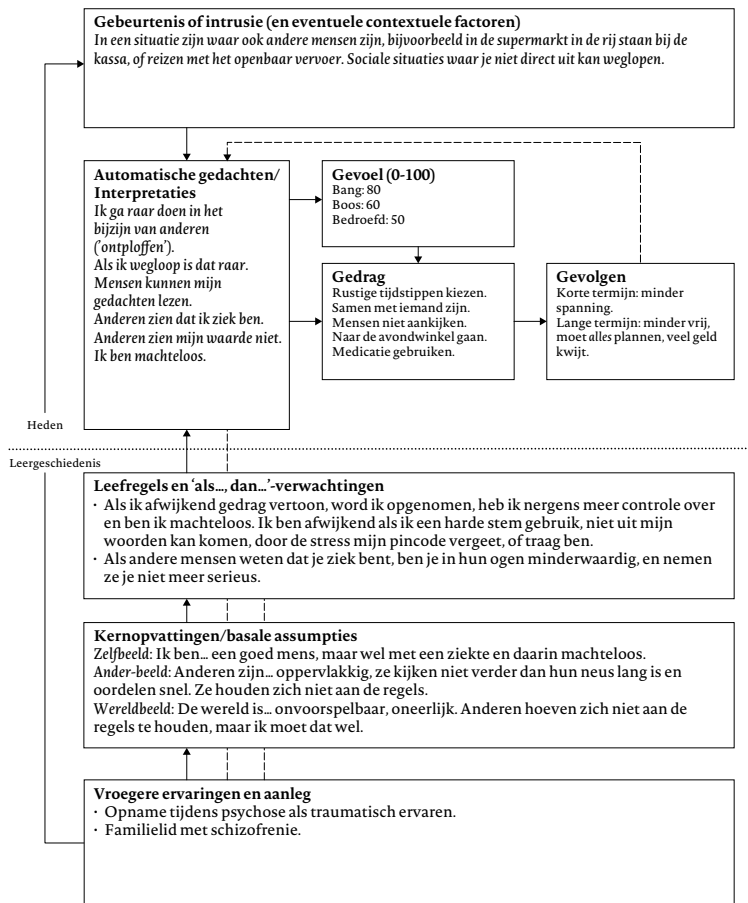 Gebeurtenis of intrusie (en eventuele contextuele factoren)
In een situatie zijn waar ook andere mensen zijn, bijvoorbeeld in de supermarkt in de rij staan bij de
kassa, of reizen met het openbaar vervoer. Sociale situaties waar je niet direct uit kan weglopen.
Automatische gedachten/
Interpretaties
Ik ga raar doen in het
bijzijn van anderen
('ontploffen').
Als ik wegloop is dat raar.
Mensen kunnen mijn
gedachten lezen.
Anderen zien dat ik ziek ben.
Anderen zien mijn waarde niet.
Ik ben machteloos.
Gevoel (0-100)
Bang: 80
Boos: 60
Bedroefd: 50
Gedrag
Rustige tijdstippen kiezen.
Samen met iemand zijn.
Mensen niet aankijken.
Naar de avondwinkel gaan.
Medicatie gebruiken.
Gevolgen
Korte termijn: minder
spanning.
Lange termijn: minder vrij,
moet alles plannen, veel geld
kwijt.
Heden
Leergeschiedenis
Leefregels en 'als..., dan...'-verwachtingen
· Als ik afwijkend gedrag vertoon, word ik opgenomen, heb ik nergens meer controle over
en ben ik machteloos. Ik ben afwijkend als ik een harde stem gebruik, niet uit mijn
woorden kan komen, door de stress mijn pincode vergeet, of traag ben.
· Als andere mensen weten dat je ziek bent, ben je in hun ogen minderwaardig, en nemen
ze je niet meer serieus.
Kernopvattingen/basale assumpties
Zelfbeeld: Ik ben... een goed mens, maar wel met een ziekte en daarin machteloos.
Ander-beeld: Anderen zijn... oppervlakkig, ze kijken niet verder dan hun neus lang is en
oordelen snel. Ze houden zich niet aan de regels.
Wereldbeeld: De wereld is... onvoorspelbaar, oneerlijk. Anderen hoeven zich niet aan de
regels te houden, maar ik moet dat wel.
Vroegere ervaringen en aanleg
· Opname tijdens psychose als traumatisch ervaren.
· Familielid met schizofrenie.